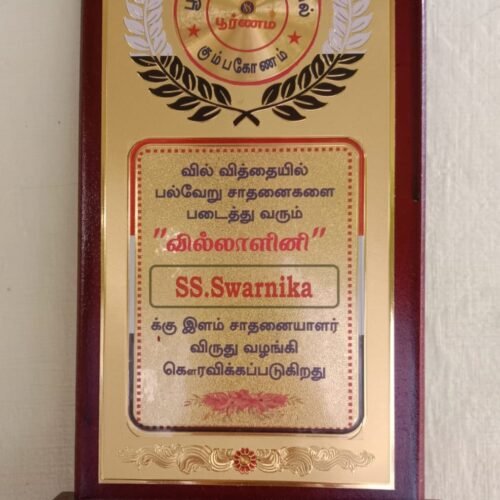 பூர்ணம்
கும்பகோணம்
வில் வித்தையில்
பல்வேறு சாதனைகளை
படைத்து வரும்
"வில்லாளினி"
SS.Swarnika
க்கு இளம் சாதனையாளர்
விருது வழங்கி
கௌரவிக்கப்படுகிறது